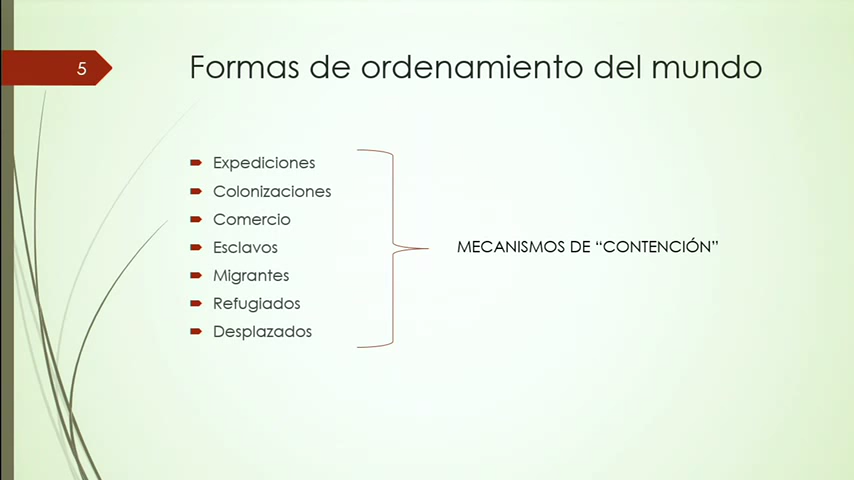 5
Formas de ordenamiento del mundo
Expediciones
Colonizaciones
Comercio
Esclavos
Migrantes
Refugiados
Desplazados
MECANISMOS DE “CONTENCIÓN”